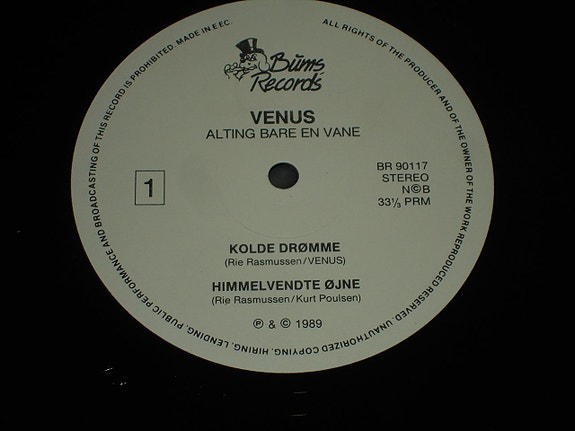 ALL RIGHTS OF THE PRODUCER AND OF THE OWNER OF THE WORK REPRODUCED RESERVED. UNAUTHORIZED COPYING, HIRING, LENDING, PUBLIC PERFORMANCE AND BROADCASTING OF THIS RECORD IS PROHIBITED. MADE IN EEC.
Büms
Records
VENUS
ALTING BARE EN VANE
1
BR 90117
STEREO
N©B
33⅓ PRM
KOLDE DRØMME
(Rie Rasmussen/VENUS)
HIMMELVENDTE ØJNE
(Rie Rasmussen/Kurt Poulsen)
℗ & © 1989